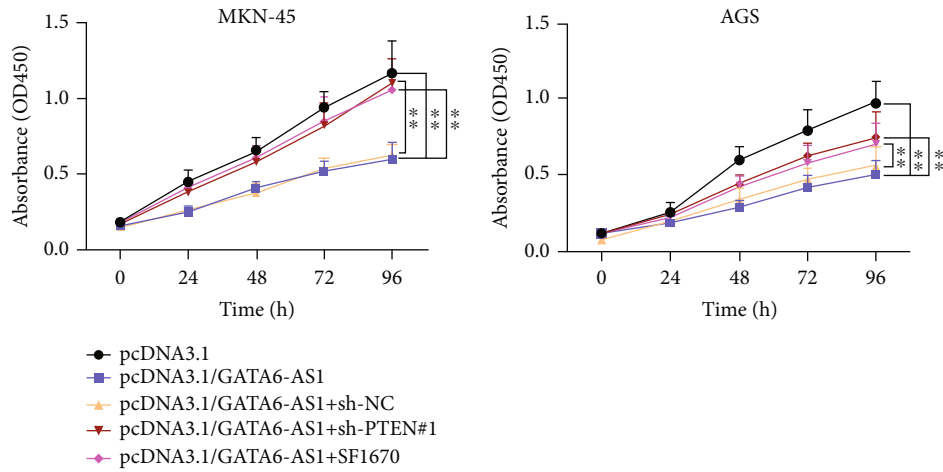 MKN-45
Absorbance (OD450)
1.5
1.0
0.5
0.0
0 24 48 72 96
Time (h)
** ** **
AGS
Absorbance (OD450)
1.5
1.0
0.5
0.0
0 24 48 72 96
Time (h)
** ** **
pcDNA3.1
pcDNA3.1/GATA6-AS1
pcDNA3.1/GATA6-AS1+sh-NC
pcDNA3.1/GATA6-AS1+sh-PTEN#1
pcDNA3.1/GATA6-AS1+SF1670